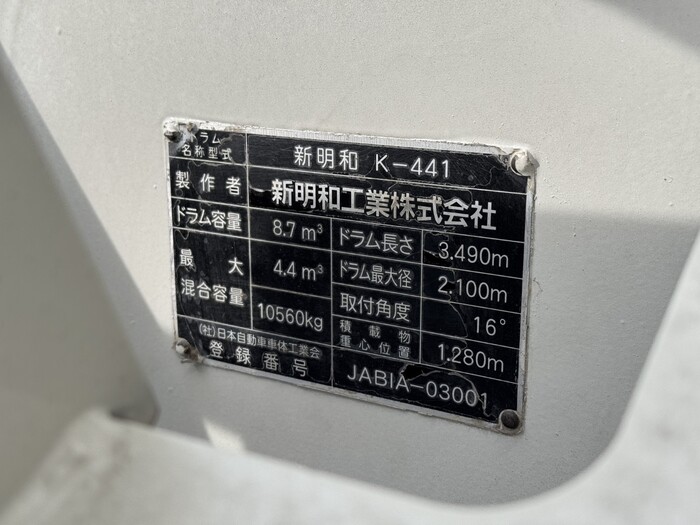 ドラム
名称型式
新明和 K-441
製作者
新明和工業株式会社
ドラム容量
8.7 m³
ドラム長さ
3.490m
最大
混合容量
4.4 m³
ドラム最大径
2.100m
10560kg
取付角度
16°
積載物
重心位置
1.280m
(社)日本自動車車体工業会
登録番号
JABIA-03001